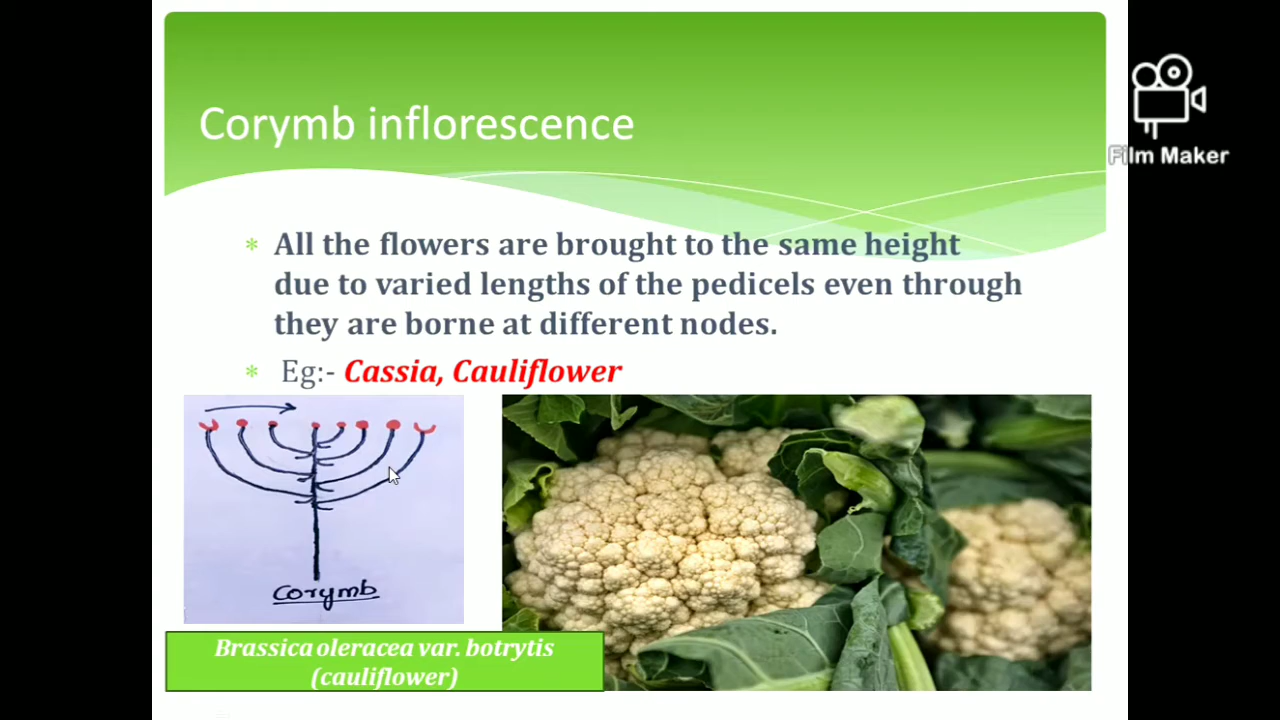 Corymb inflorescence
Film Maker
* All the flowers are brought to the same height
due to varied lengths of the pedicels even through
they are borne at different nodes.
* Eg:- Cassia, Cauliflower
Corymb
Brassica oleracea var. botrytis
(cauliflower)